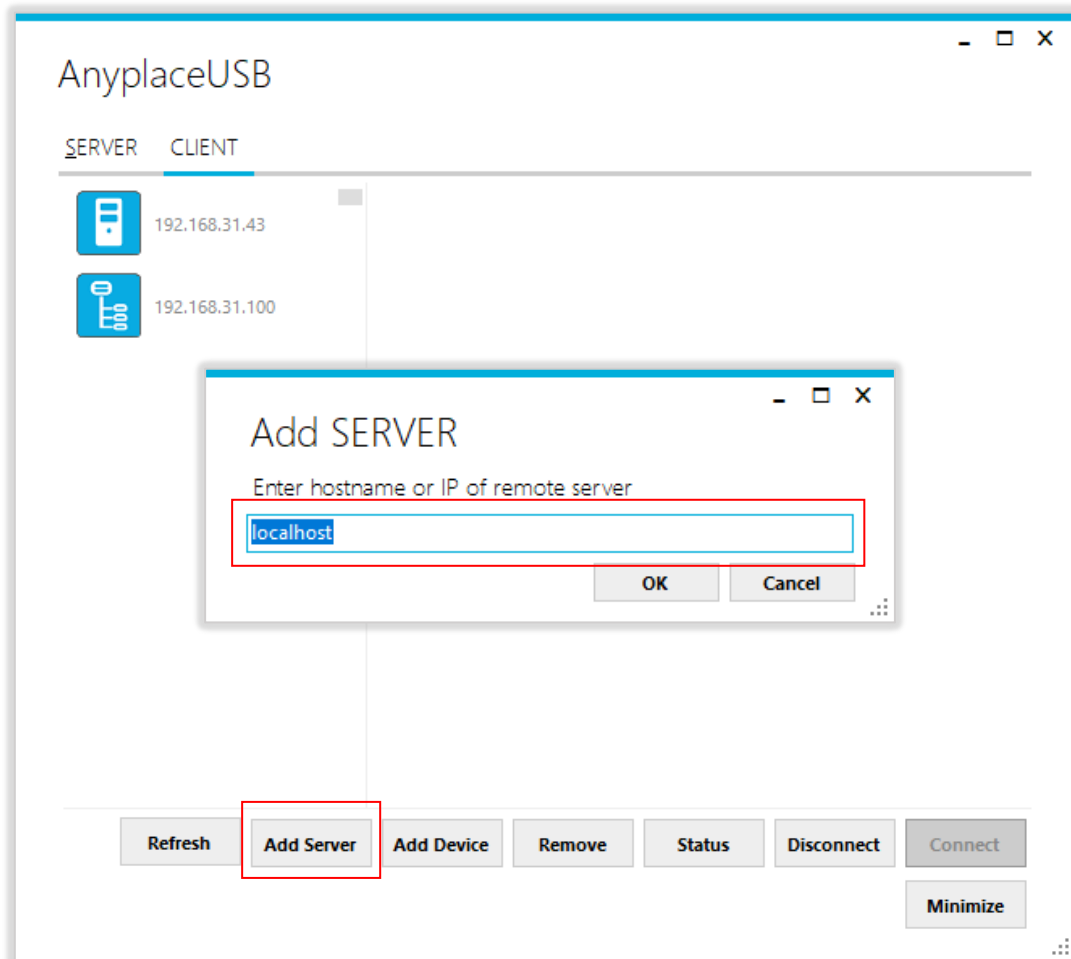 AnyplaceUSB
SERVER CLIENT
192.168.31.43
192.168.31.100
Add SERVER
Enter hostname or IP of remote server
localhost
OK Cancel
Refresh Add Server Add Device Remove Status Disconnect Connect
Minimize